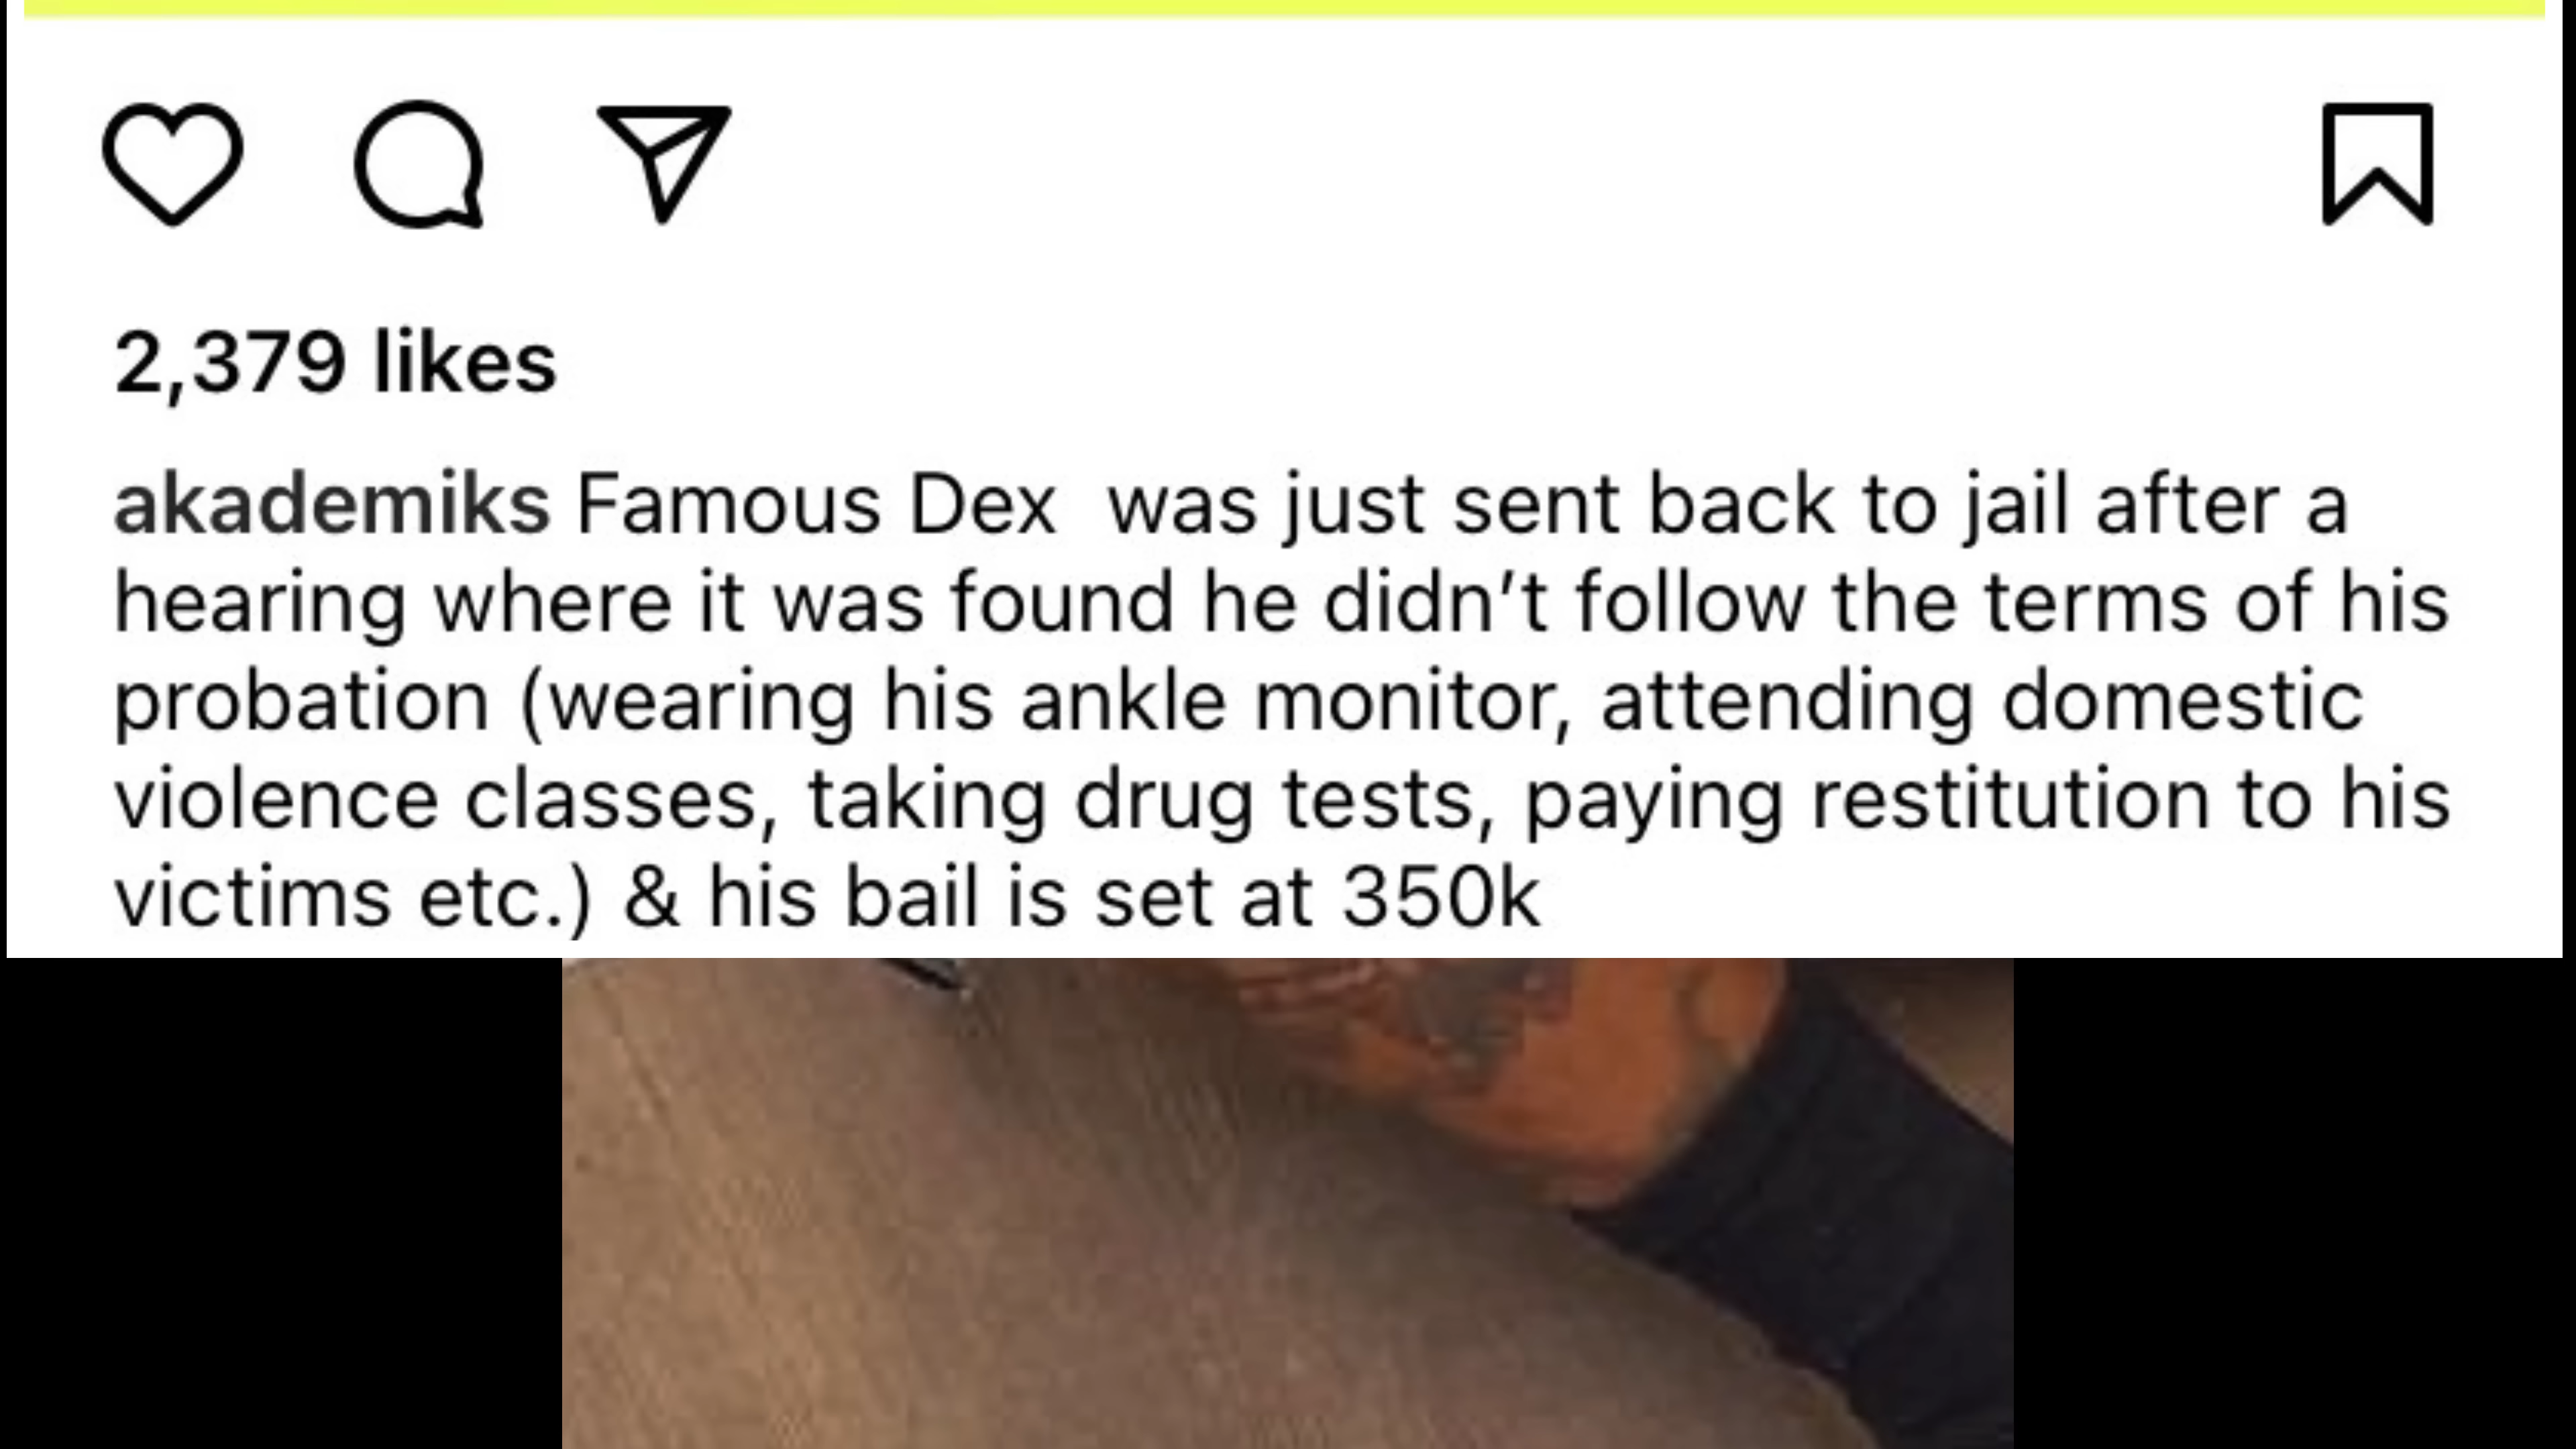 2,379 likes
akademiks Famous Dex  was just sent back to jail after a
hearing where it was found he didn’t follow the terms of his
probation (wearing his ankle monitor, attending domestic
violence classes, taking drug tests, paying restitution to his
victims etc.) & his bail is set at 350k